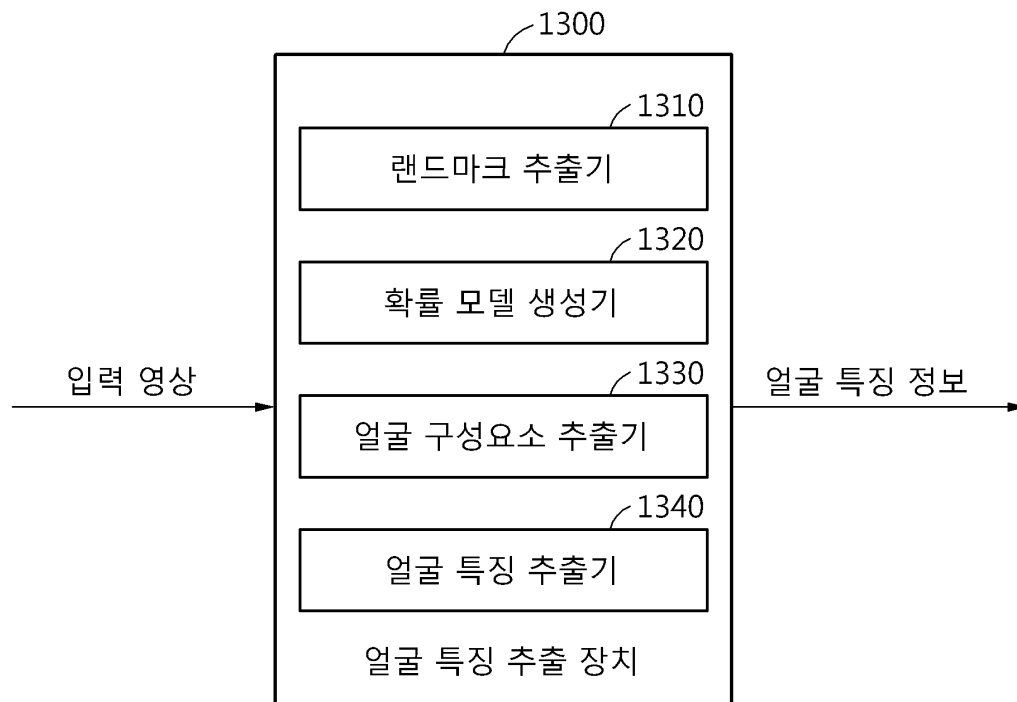 1300
1310
랜드마크 추출기
1320
확률 모델 생성기
입력 영상
1330
얼굴 특징 정보
얼굴 구성요소 추출기
1340
얼굴 특징 추출기
얼굴 특징 추출 장치